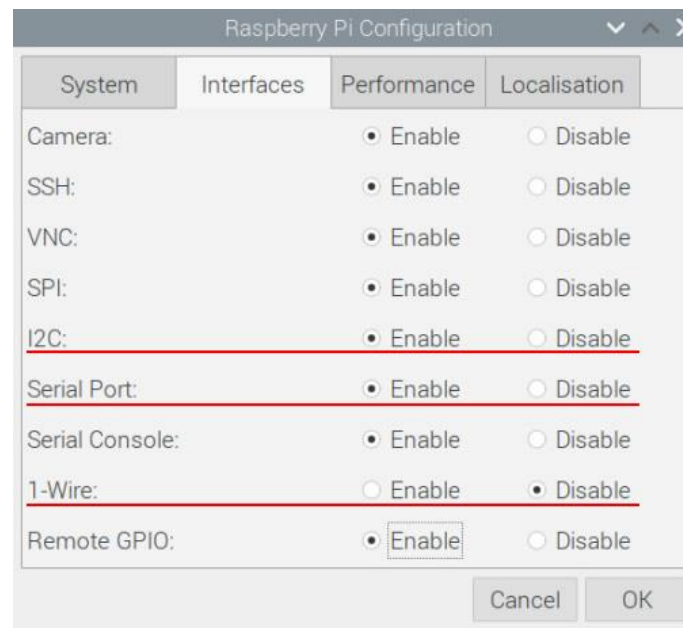 Raspberry Pi Configuration
System Interfaces Performance Localisation
Camera: Enable Disable
SSH: Enable Disable
VNC: Enable Disable
SPI: Enable Disable
I2C: Enable Disable
Serial Port: Enable Disable
Serial Console: Enable Disable
1-Wire: Enable Disable
Remote GPIO: Enable Disable
Cancel OK